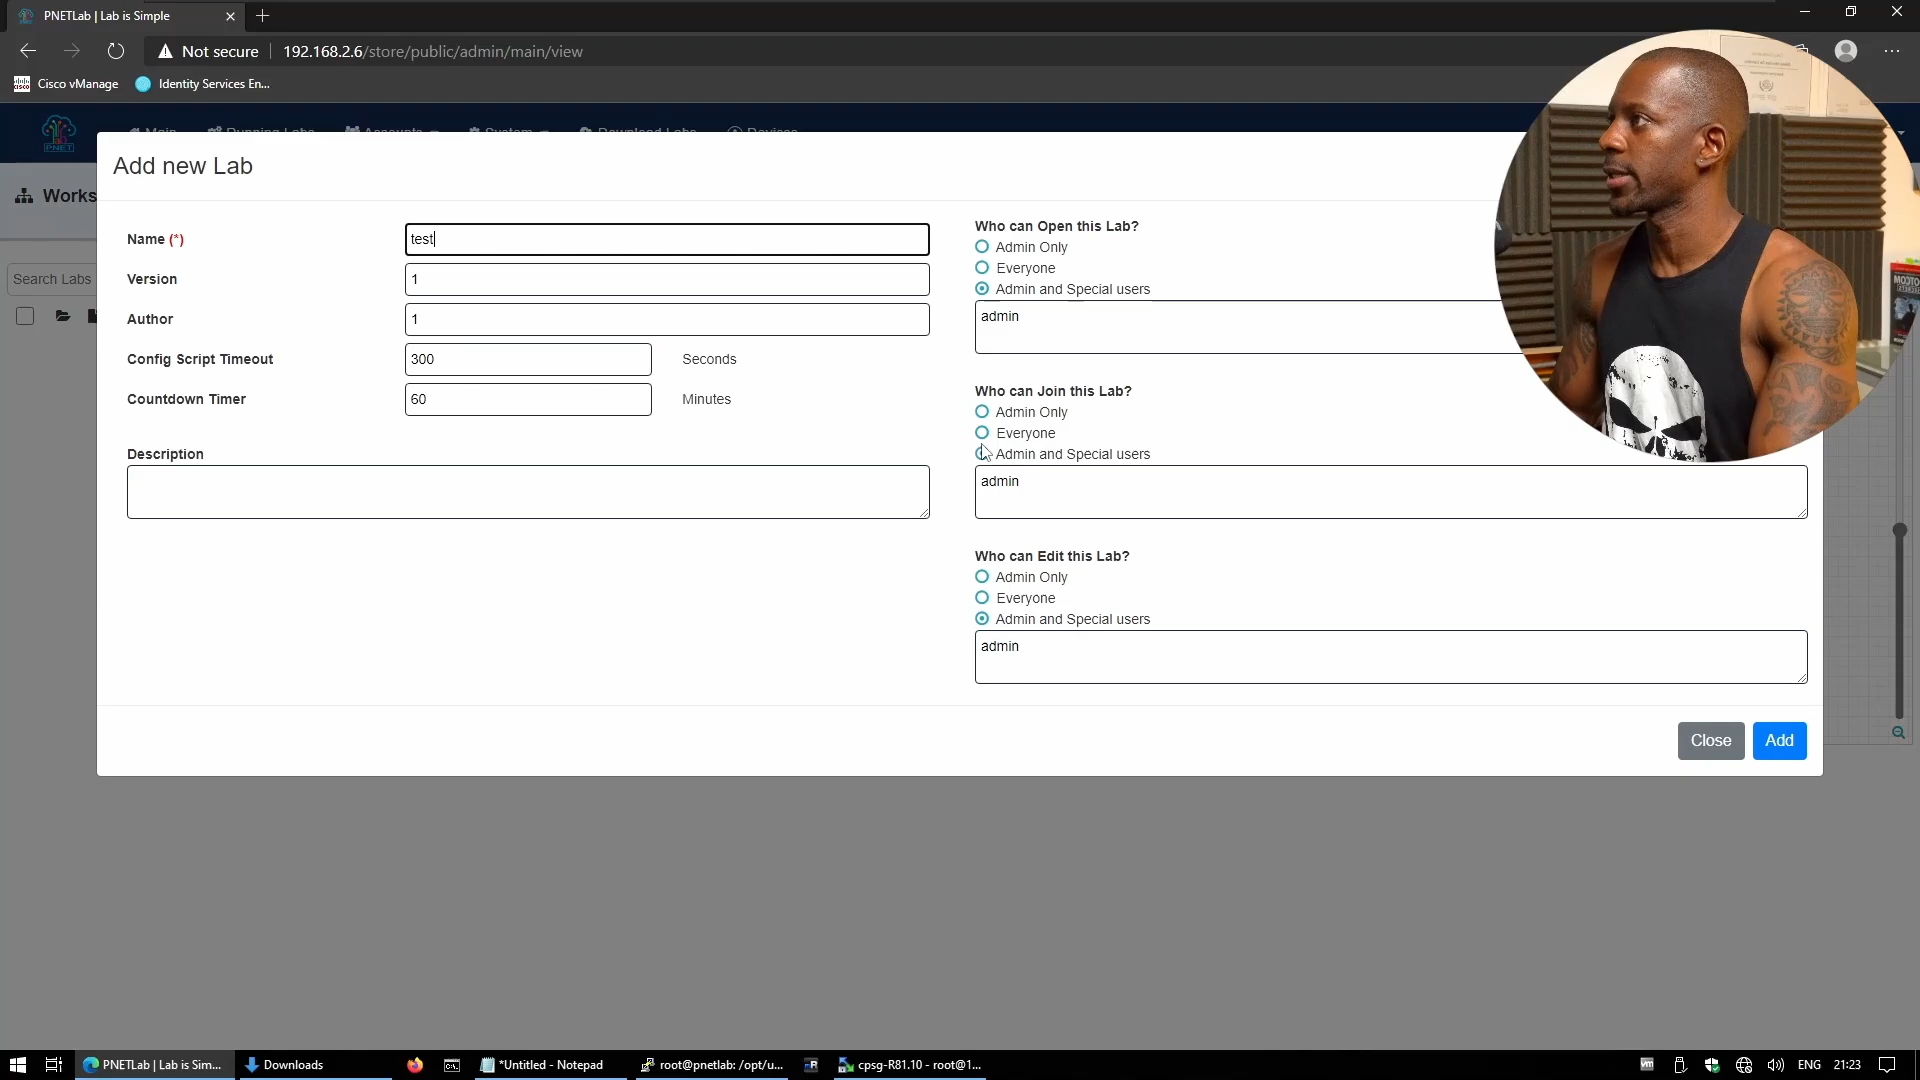 PNETLab | Lab is Simple
Not secure
192.168.2.6/store/public/admin/main/view
Cisco vManage
Identity Services En...
PNET
Main
Running Labs
Accounts
System
Download Labs
Devices
Works
Search Labs
Add new Lab
Name (*)
test
Version
1
Author
1
Config Script Timeout
300
Seconds
Countdown Timer
60
Minutes
Description
Who can Open this Lab?
Admin Only
Everyone
Admin and Special users
admin
Who can Join this Lab?
Admin Only
Everyone
Admin and Special users
admin
Who can Edit this Lab?
Admin Only
Everyone
Admin and Special users
admin
Close
Add
PNETLab | Lab is Sim...
Downloads
*Untitled - Notepad
root@pnetlab: /opt/u...
cpsg-R81.10 - root@1...
ENG
21:23